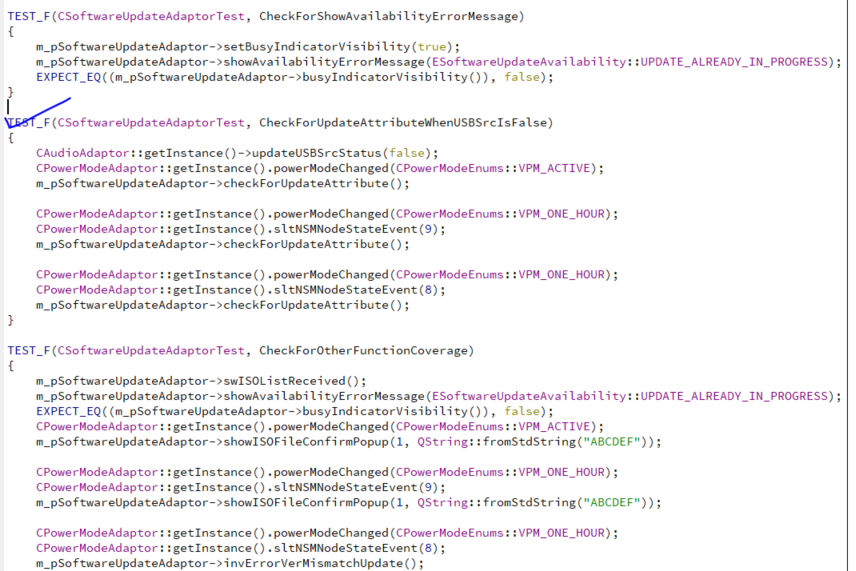 TEST_F(CSoftwareUpdateAdaptorTest, CheckForShowAvailabilityErrorMessage)
{
    m_pSoftwareUpdateAdaptor->setBusyIndicatorVisibility(true);
    m_pSoftwareUpdateAdaptor->showAvailabilityErrorMessage(ESoftwareUpdateAvailability::UPDATE_ALREADY_IN_PROGRESS);
    EXPECT_EQ((m_pSoftwareUpdateAdaptor->busyIndicatorVisibility()), false);
}
TEST_F(CSoftwareUpdateAdaptorTest, CheckForUpdateAttributeWhenUSBSrcIsFalse)
{
    CAudioAdaptor::getInstance()->updateUSBSrcStatus(false);
    CPowerModeAdaptor::getInstance().powerModeChanged(CPowerModeEnums::VPM_ACTIVE);
    m_pSoftwareUpdateAdaptor->checkForUpdateAttribute();
    CPowerModeAdaptor::getInstance().powerModeChanged(CPowerModeEnums::VPM_ONE_HOUR);
    CPowerModeAdaptor::getInstance().sltNSMNodeStateEvent(9);
    m_pSoftwareUpdateAdaptor->checkForUpdateAttribute();
    CPowerModeAdaptor::getInstance().powerModeChanged(CPowerModeEnums::VPM_ONE_HOUR);
    CPowerModeAdaptor::getInstance().sltNSMNodeStateEvent(8);
    m_pSoftwareUpdateAdaptor->checkForUpdateAttribute();
}
TEST_F(CSoftwareUpdateAdaptorTest, CheckForOtherFunctionCoverage)
{
    m_pSoftwareUpdateAdaptor->swISOListReceived();
    m_pSoftwareUpdateAdaptor->showAvailabilityErrorMessage(ESoftwareUpdateAvailability::UPDATE_ALREADY_IN_PROGRESS);
    EXPECT_EQ((m_pSoftwareUpdateAdaptor->busyIndicatorVisibility()), false);
    CPowerModeAdaptor::getInstance().powerModeChanged(CPowerModeEnums::VPM_ACTIVE);
    m_pSoftwareUpdateAdaptor->showISOFileConfirmPopup(1, QString::fromStdString("ABCDEF"));
    CPowerModeAdaptor::getInstance().powerModeChanged(CPowerModeEnums::VPM_ONE_HOUR);
    CPowerModeAdaptor::getInstance().sltNSMNodeStateEvent(9);
    m_pSoftwareUpdateAdaptor->showISOFileConfirmPopup(1, QString::fromStdString("ABCDEF"));
    CPowerModeAdaptor::getInstance().powerModeChanged(CPowerModeEnums::VPM_ONE_HOUR);
    CPowerModeAdaptor::getInstance().sltNSMNodeStateEvent(8);
    m_pSoftwareUpdateAdaptor->invErrorVerMismatchUpdate();